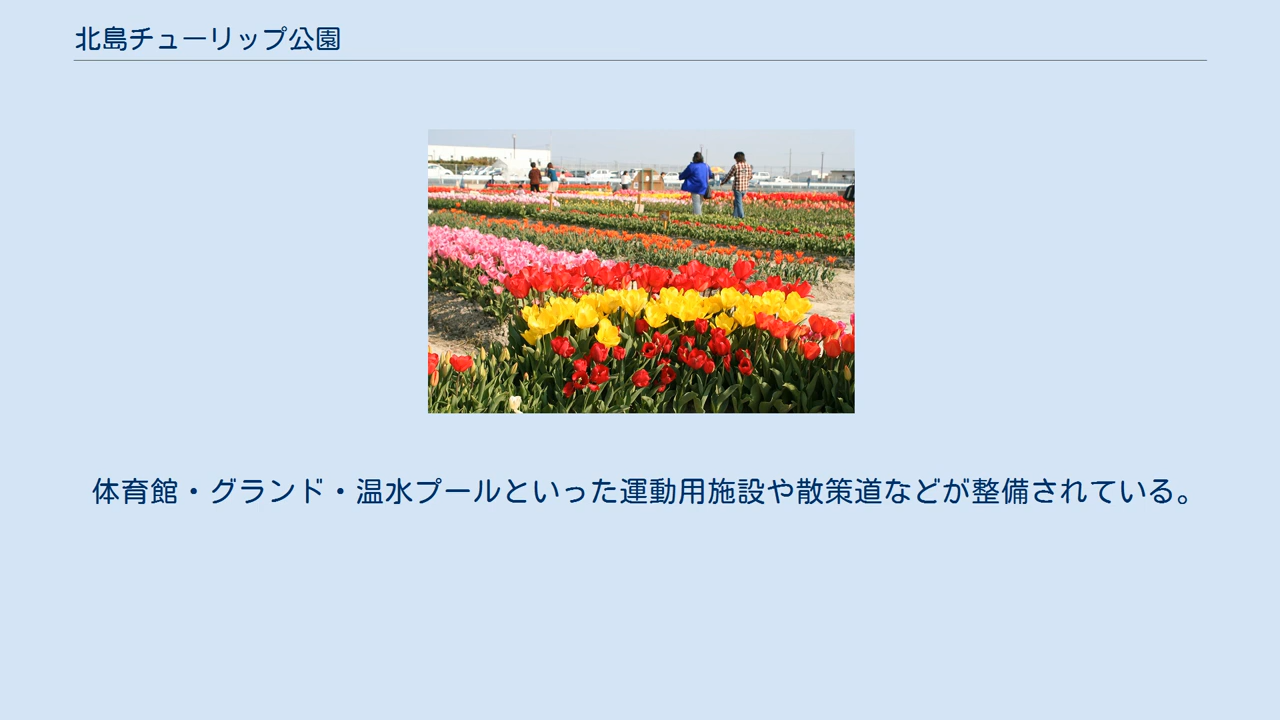 北島チューリップ公園
体育館・グランド・温水プールといった運動用施設や散策道などが整備されている。